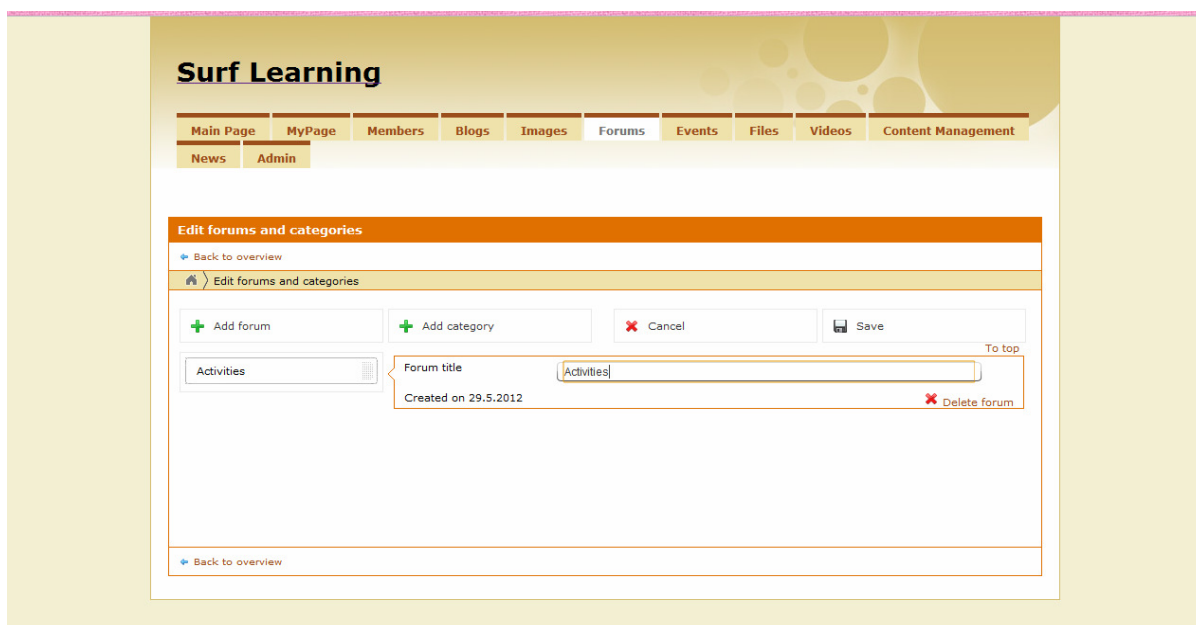 Surf Learning
Main Page MyPage Members Blogs Images Forums Events Files Videos Content Management
News Admin
Edit forums and categories
Back to overview
Edit forums and categories
Add forum Add category Cancel Save
To top
Activities Forum title Activities
Created on 29.5.2012 Delete forum
Back to overview